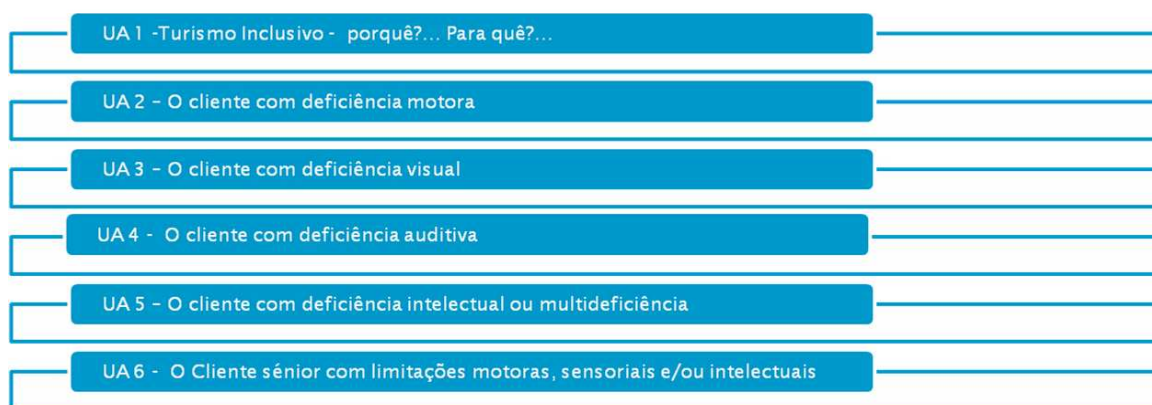 UA 1 -Turismo Inclusivo - porquê?... Para quê?...
UA 2 – O cliente com deficiência motora
UA 3 – O cliente com deficiência visual
UA 4 - O cliente com deficiência auditiva
UA 5 – O cliente com deficiência intelectual ou multideficiência
UA 6 - O Cliente sénior com limitações motoras, sensoriais e/ou intelectuais